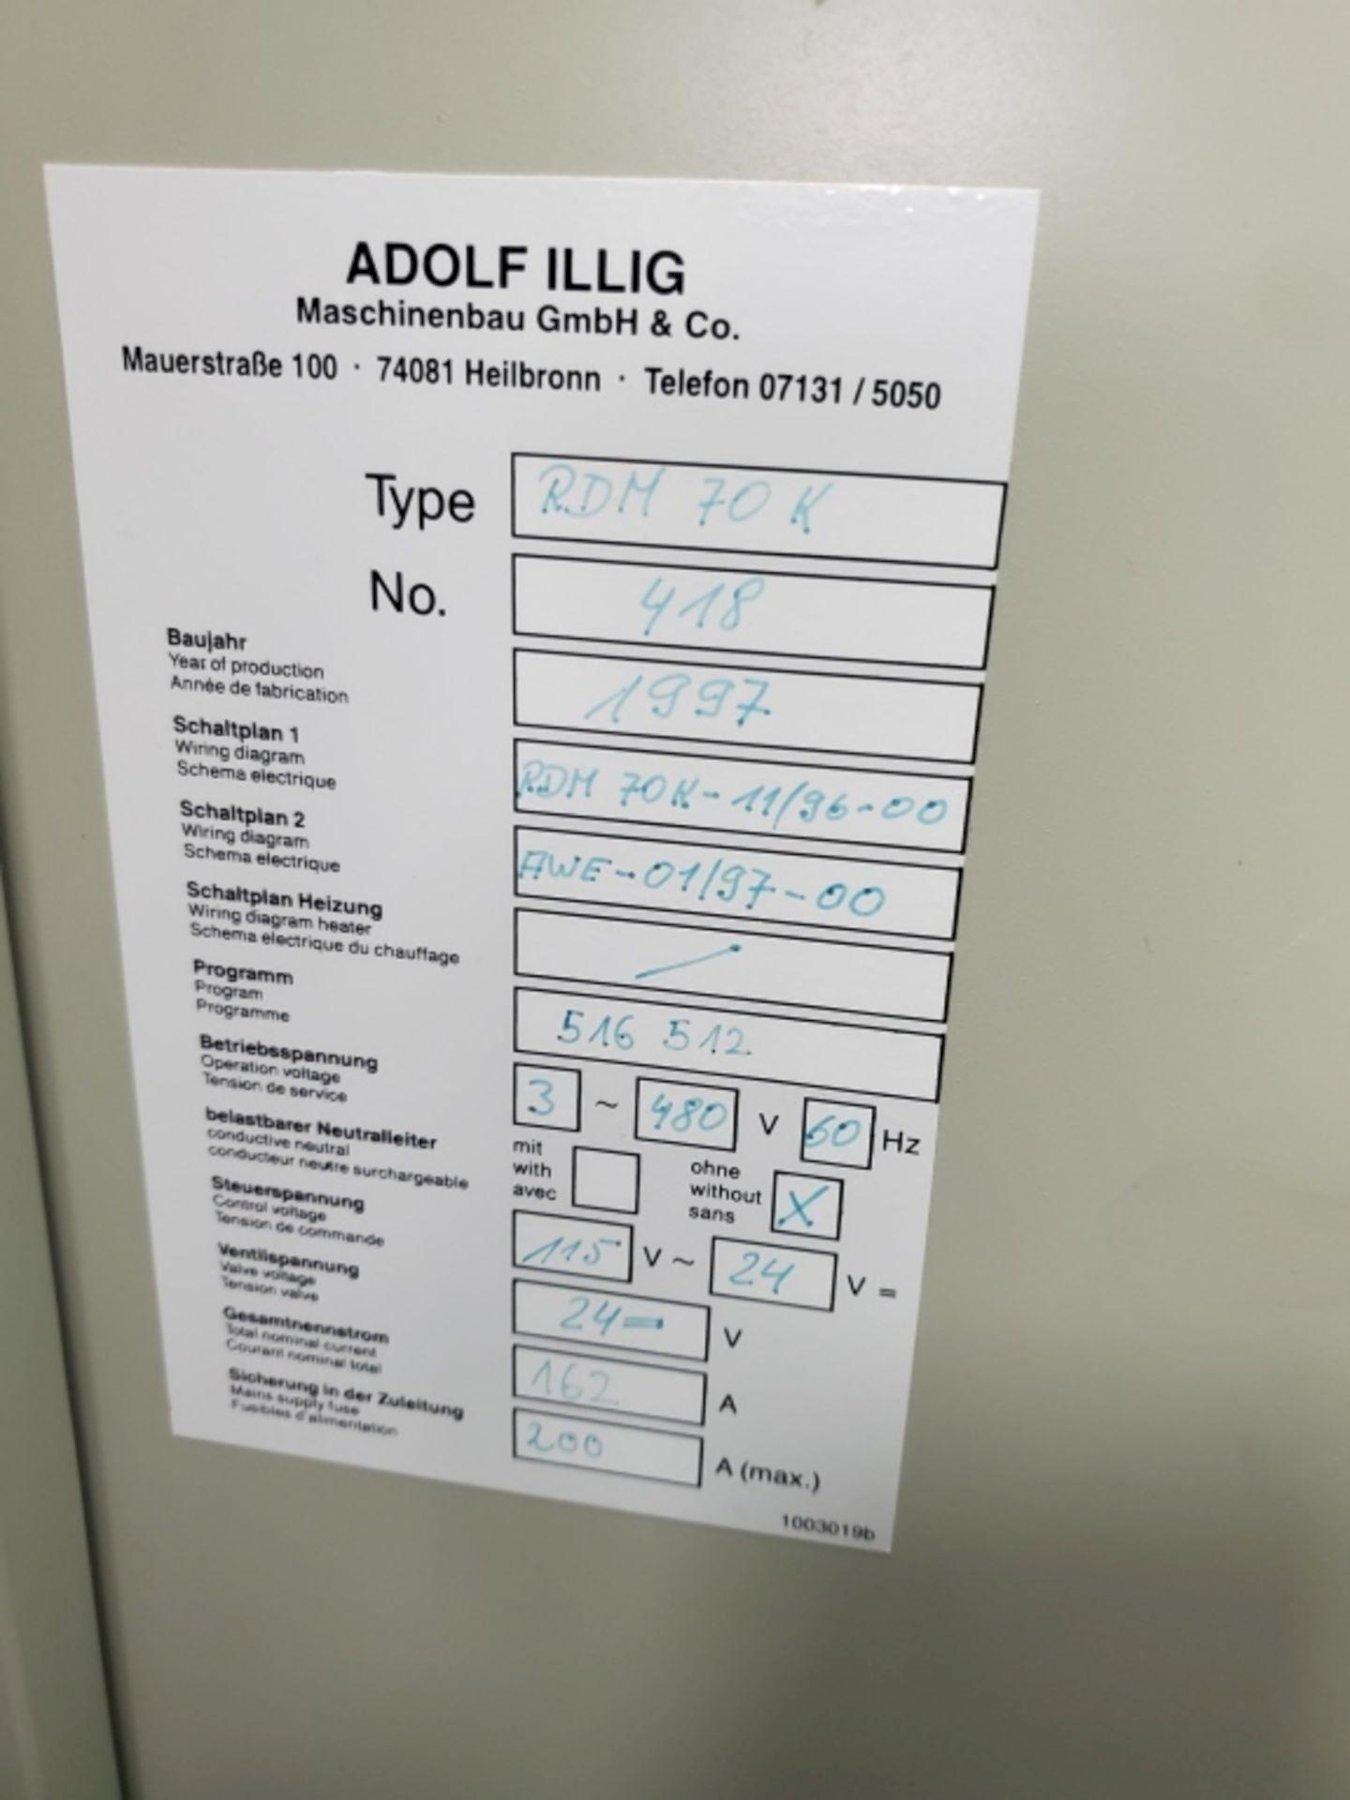 ADOLF ILLIG
Maschinenbau GmbH & Co.
Mauerstraße 100 · 74081 Heilbronn · Telefon 07131 / 5050
Type RDM 70 K
No. 418
Baujahr
Year of production 1997
Année de fabrication
Schaltplan 1
Wiring diagram RDM 70K - 11/96 - 00
Schema electrique
Schaltplan 2
Wiring diagram AWE - 01/97 - 00
Schema electrique
Schaltplan Heizung
Wiring diagram heater /
Schema electrique du chauffage
Programm
Program 516 512
Programme
Betriebsspannung
Operation voltage 3 ~ 480 V 60 Hz
Tension de service
belastbarer Neutralleiter mit ohne
conductive neutral with without X
conducteur neutre surchargeable avec sans
Steuerspannung
Control voltage 115 V ~ 24 V =
Tension de commande
Ventilspannung
Valve voltage 24= V
Tension valve
Gesamtnennstrom
Total nominal current 162 A
Courant nominal total
Sicherung in der Zuleitung
Mains supply fuse 200 A (max.)
Fusibles d'alimentation
1003019b